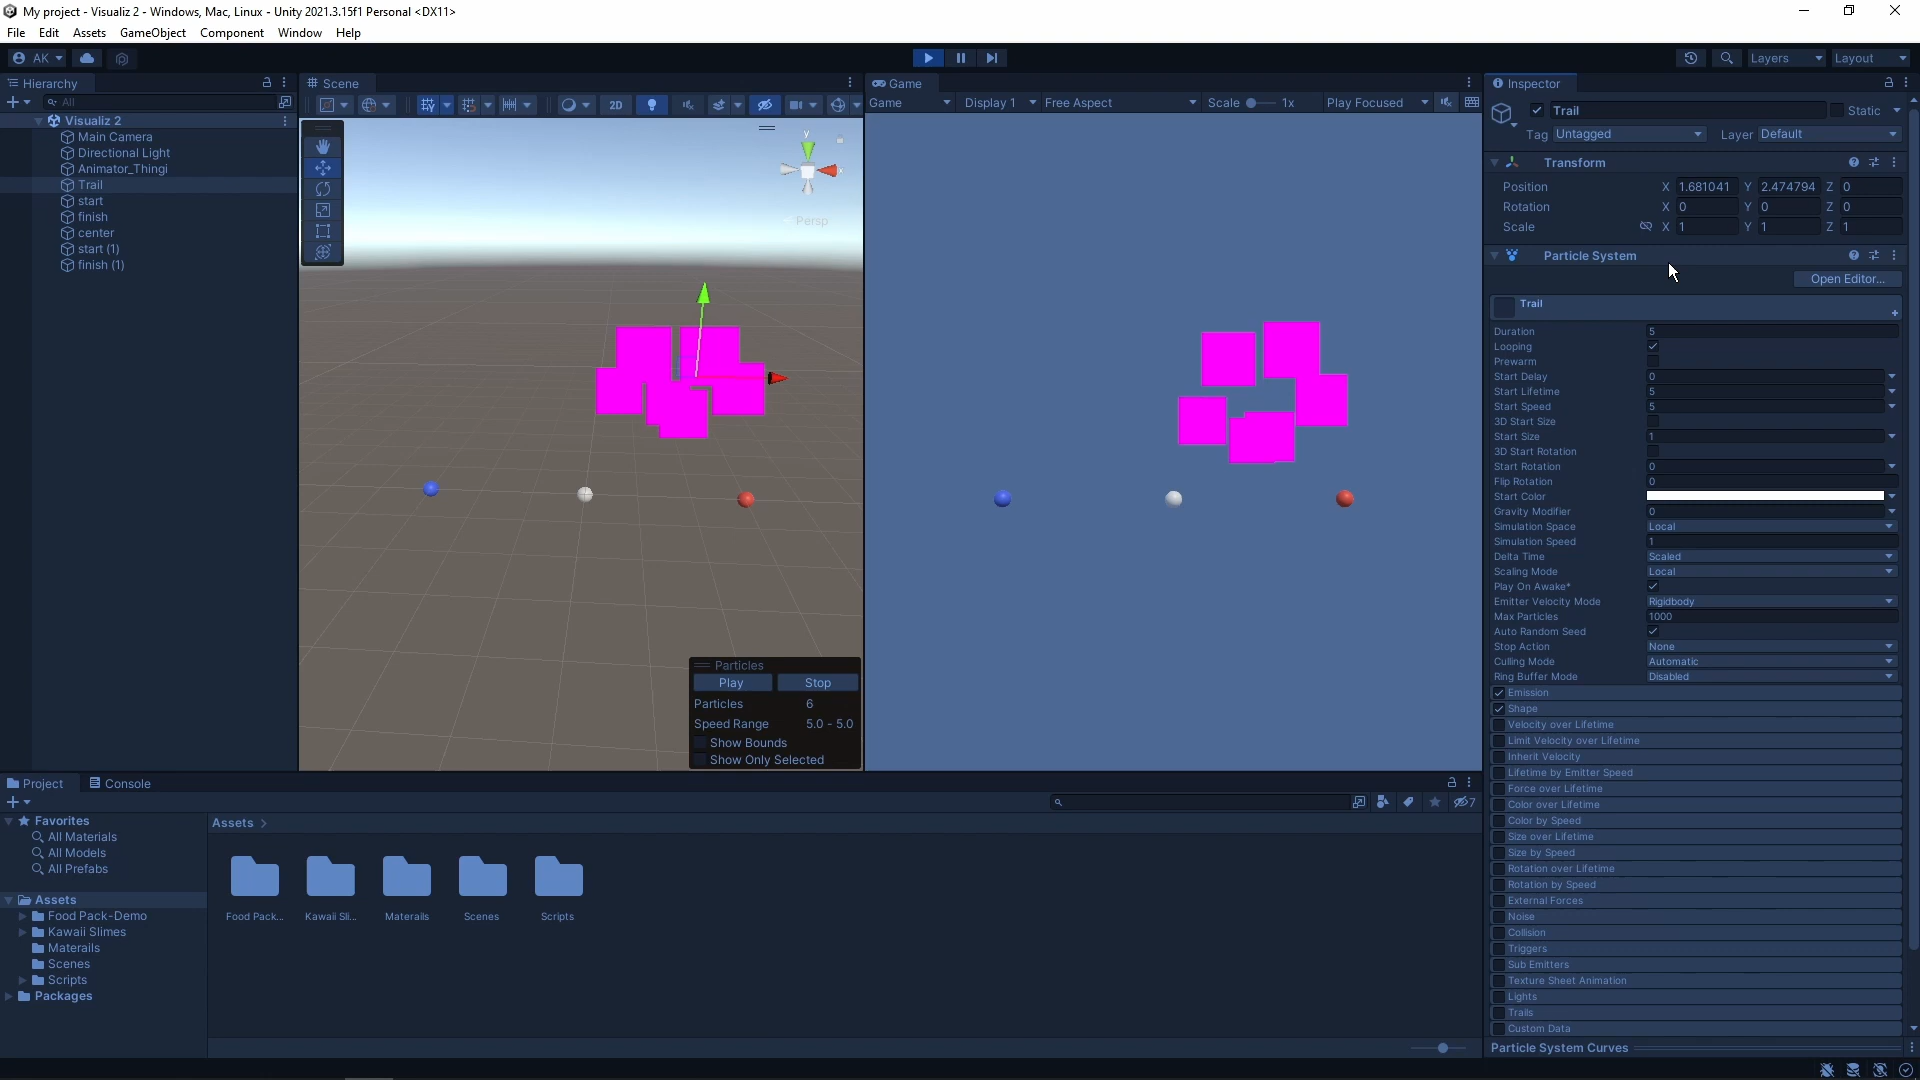 My project - Visualiz 2 - Windows, Mac, Linux - Unity 2021.3.15f1 Personal <DX11>
File Edit Assets GameObject Component Window Help
AK Layers Layout
Hierarchy
All
Visualiz 2
Main Camera
Directional Light
Animator_Thingi
Trail
start
finish
center
start (1)
finish (1)
Scene
2D
y
x
Persp
Particles
Play Stop
Particles 6
Speed Range 5.0 - 5.0
Show Bounds
Show Only Selected
Game
Game Display 1 Free Aspect Scale 1x Play Focused
Inspector
Trail Static
Tag Untagged Layer Default
Transform
Position X 1.681041 Y 2.474794 Z 0
Rotation X 0 Y 0 Z 0
Scale X 1 Y 1 Z 1
Particle System
Open Editor...
Trail
Duration 5
Looping
Prewarm
Start Delay 0
Start Lifetime 5
Start Speed 5
3D Start Size
Start Size 1
3D Start Rotation
Start Rotation 0
Flip Rotation 0
Start Color
Gravity Modifier 0
Simulation Space Local
Simulation Speed 1
Delta Time Scaled
Scaling Mode Local
Play On Awake*
Emitter Velocity Mode Rigidbody
Max Particles 1000
Auto Random Seed
Stop Action None
Culling Mode Automatic
Ring Buffer Mode Disabled
Emission
Shape
Velocity over Lifetime
Limit Velocity over Lifetime
Inherit Velocity
Lifetime by Emitter Speed
Force over Lifetime
Color over Lifetime
Color by Speed
Size over Lifetime
Size by Speed
Rotation over Lifetime
Rotation by Speed
External Forces
Noise
Collision
Triggers
Sub Emitters
Texture Sheet Animation
Lights
Trails
Custom Data
Particle System Curves
Project Console
7
Favorites
All Materials
All Models
All Prefabs
Assets
Food Pack-Demo
Kawaii Slimes
Materails
Scenes
Scripts
Packages
Assets >
Food Pack... Kawaii Sli... Materails Scenes Scripts